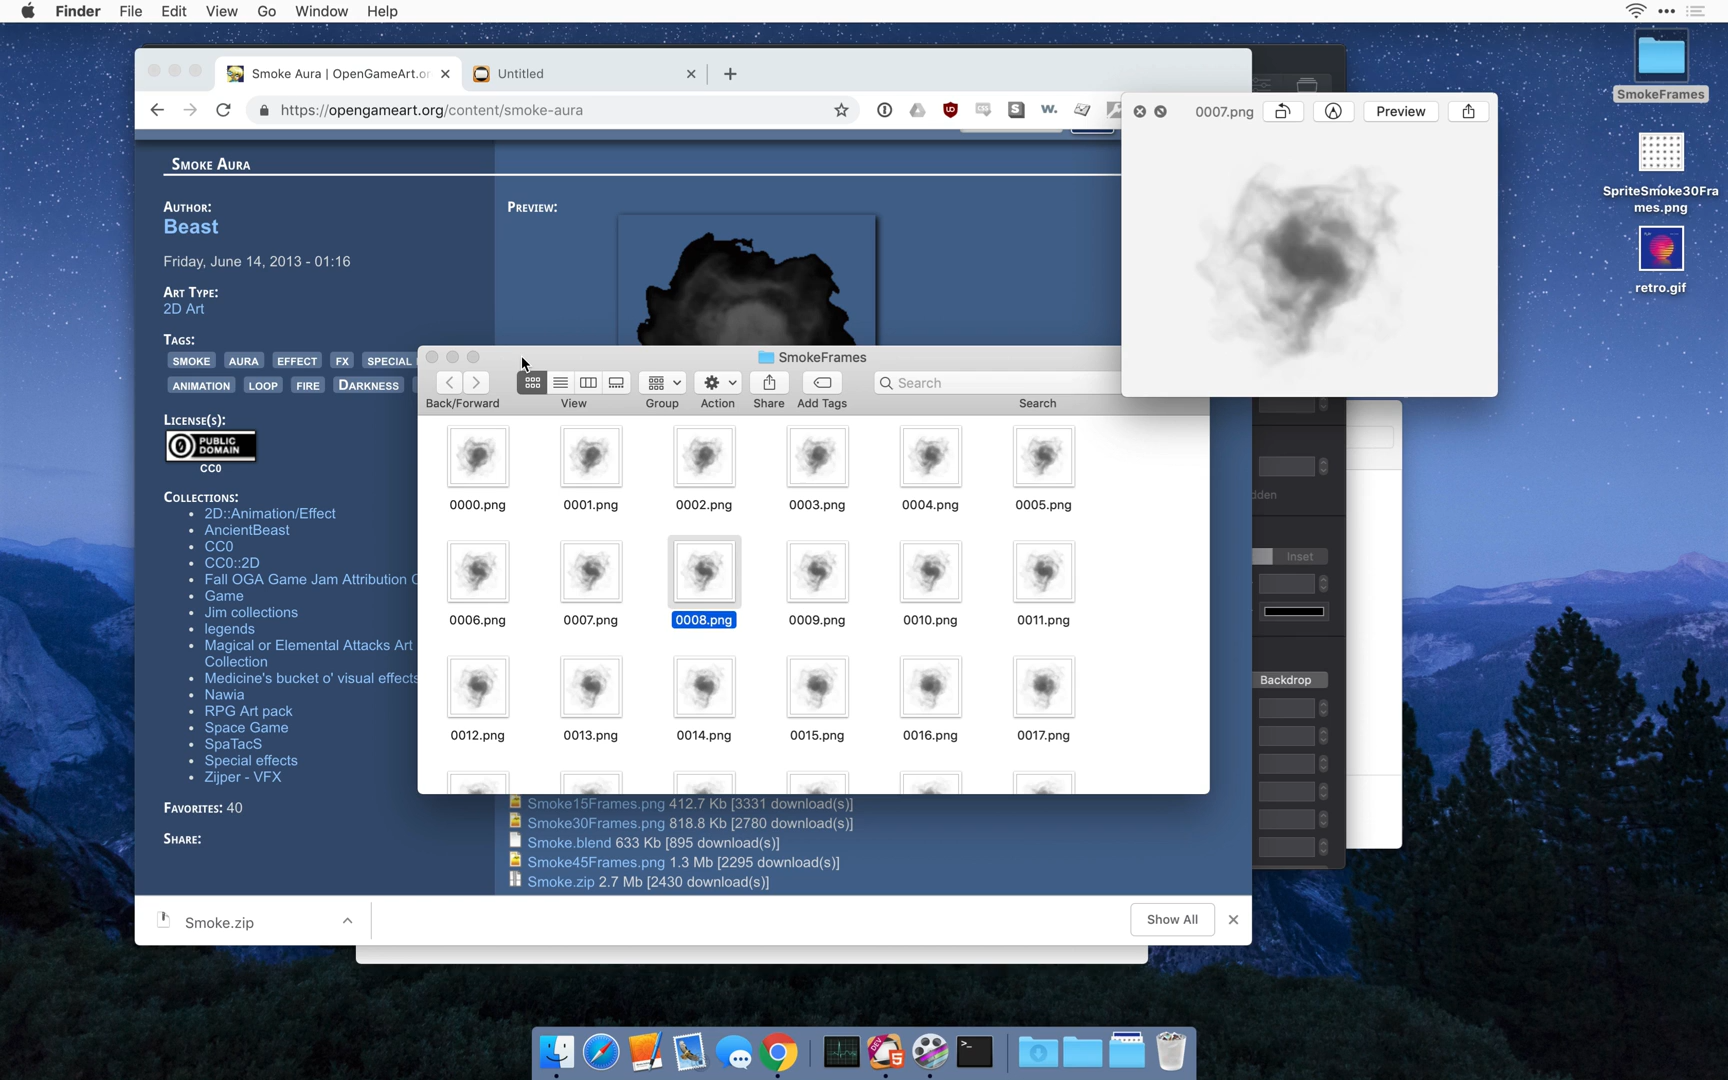 Finder File Edit View Go Window Help
Smoke Aura | OpenGameArt.or
Untitled
https://opengameart.org/content/smoke-aura
SmokeFrames
SpriteSmoke30Fra
mes.png
retro.gif
0007.png
Preview
Smoke Aura
Author:
Beast
Friday, June 14, 2013 - 01:16
Art Type:
2D Art
Tags:
SMOKE AURA EFFECT FX SPECIAL
ANIMATION LOOP FIRE Darkness
License(s):
PUBLIC
DOMAIN
CC0
Collections:
2D::Animation/Effect
AncientBeast
CC0
CC0::2D
Fall OGA Game Jam Attribution C
Game
Jim collections
legends
Magical or Elemental Attacks Art
Collection
Medicine's bucket o' visual effects
Nawia
RPG Art pack
Space Game
SpaTacS
Special effects
Zijper - VFX
Favorites: 40
Share:
Preview:
SmokeFrames
Search
Back/Forward View Group Action Share Add Tags Search
0000.png 0001.png 0002.png 0003.png 0004.png 0005.png
0006.png 0007.png 0008.png 0009.png 0010.png 0011.png
0012.png 0013.png 0014.png 0015.png 0016.png 0017.png
Smoke15Frames.png 412.7 Kb [3331 download(s)]
Smoke30Frames.png 818.8 Kb [2780 download(s)]
Smoke.blend 633 Kb [895 download(s)]
Smoke45Frames.png 1.3 Mb [2295 download(s)]
Smoke.zip 2.7 Mb [2430 download(s)]
dden
Inset
Backdrop
Smoke.zip
Show All
DEV
5